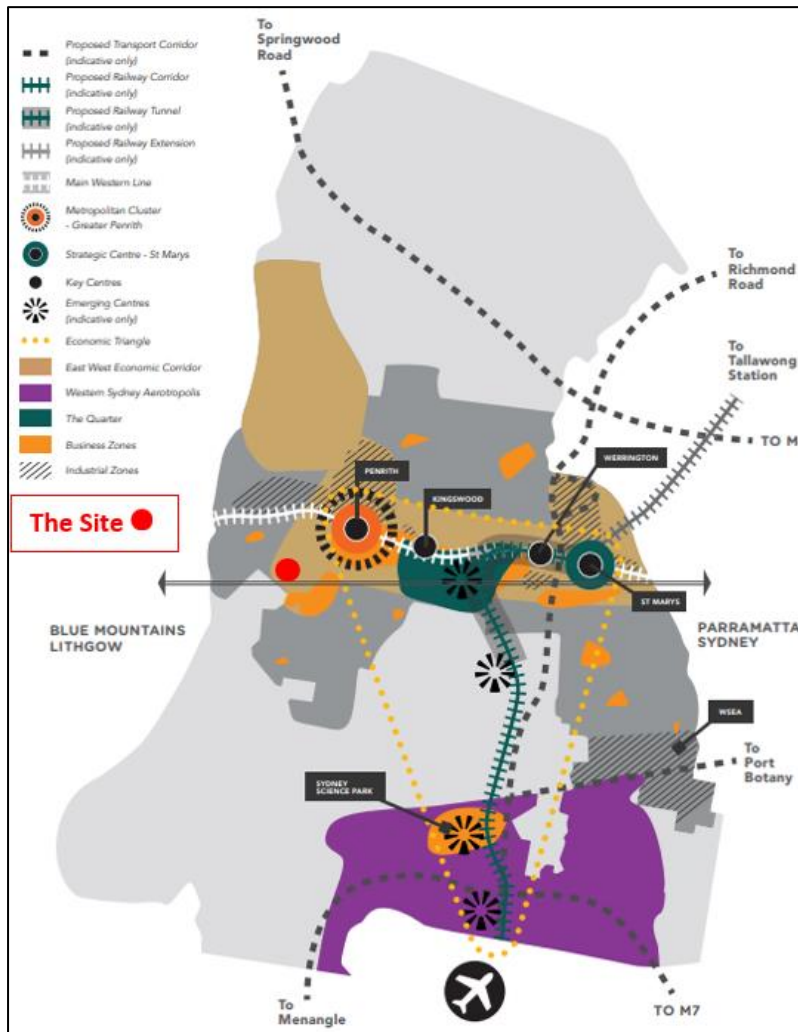 Proposed Transport Corridor
(indicative only)
Proposed Railway Corridor
(indicative only)
Proposed Railway Tunnel
(indicative only)
Proposed Railway Extension
(indicative only)
Main Western Line
Metropolitan Cluster
- Greater Penrith
Strategic Centre - St Marys
Key Centres
Emerging Centres
(indicative only)
Economic Triangle
East West Economic Corridor
Western Sydney Aerotropolis
The Quarter
Business Zones
Industrial Zones
The Site
To
Springwood
Road
To
Richmond
Road
To
Tallawong
Station
TO M
PENRITH
KINGSWOOD
WERRINGTON
ST MARYS
BLUE MOUNTAINS
LITHGOW
PARRAMATTA
SYDNEY
WSEA
To
Port
Botany
SYDNEY
SCIENCE PARK
To
Menangle
TO M7